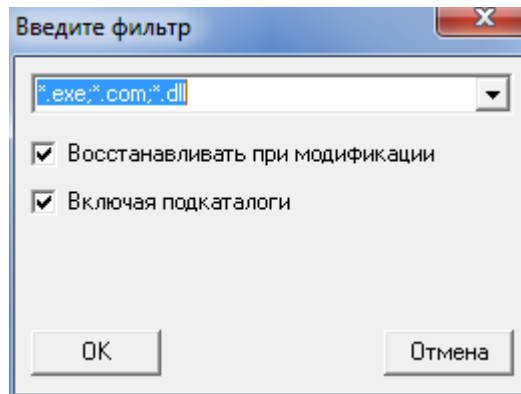 Введите фильтр
*.exe;*.com;*.dll
Восстанавливать при модификации
Включая подкаталоги
OK
Отмена